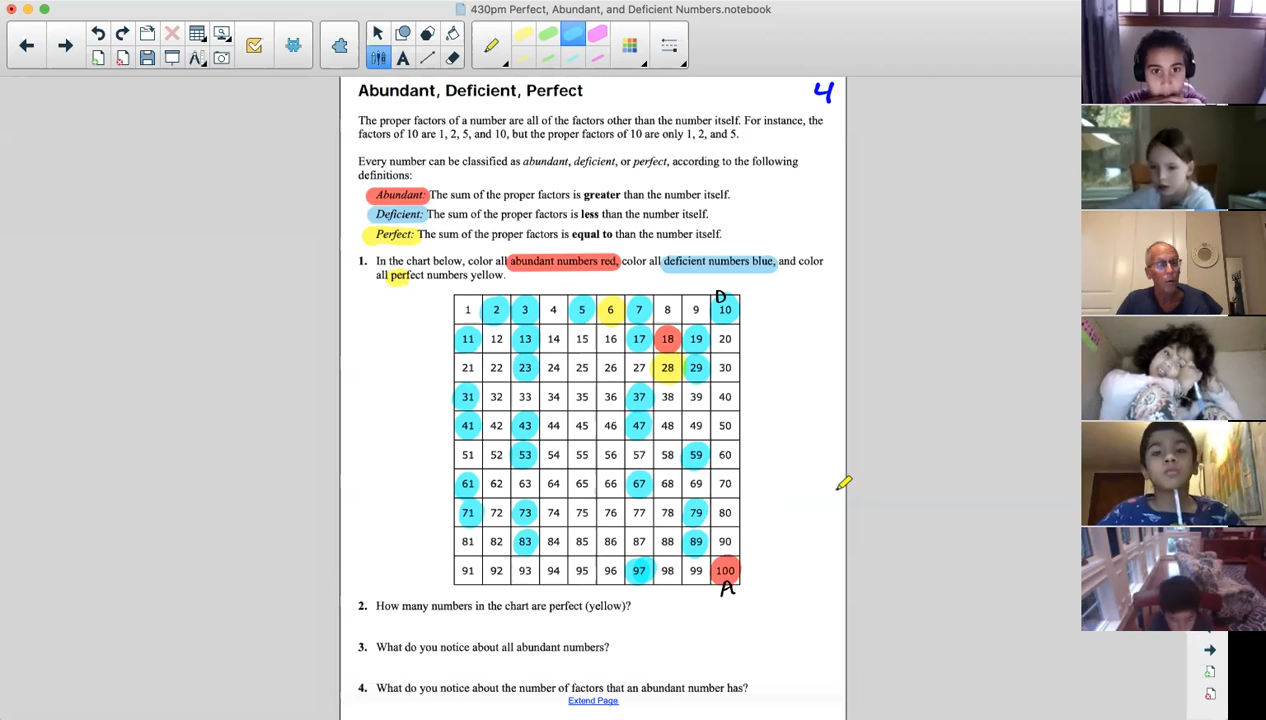 430pm Perfect, Abundant, and Deficient Numbers.notebook
Abundant, Deficient, Perfect
4
The proper factors of a number are all of the factors other than the number itself. For instance, the
factors of 10 are 1, 2, 5, and 10, but the proper factors of 10 are only 1, 2, and 5.
Every number can be classified as abundant, deficient, or perfect, according to the following
definitions:
Abundant: The sum of the proper factors is greater than the number itself.
Deficient: The sum of the proper factors is less than the number itself.
Perfect: The sum of the proper factors is equal to than the number itself.
1. In the chart below, color all abundant numbers red, color all deficient numbers blue, and color
all perfect numbers yellow.
D
1 2 3 4 5 6 7 8 9 10
11 12 13 14 15 16 17 18 19 20
21 22 23 24 25 26 27 28 29 30
31 32 33 34 35 36 37 38 39 40
41 42 43 44 45 46 47 48 49 50
51 52 53 54 55 56 57 58 59 60
61 62 63 64 65 66 67 68 69 70
71 72 73 74 75 76 77 78 79 80
81 82 83 84 85 86 87 88 89 90
91 92 93 94 95 96 97 98 99 100
A
2. How many numbers in the chart are perfect (yellow)?
3. What do you notice about all abundant numbers?
4. What do you notice about the number of factors that an abundant number has?
Extend Page